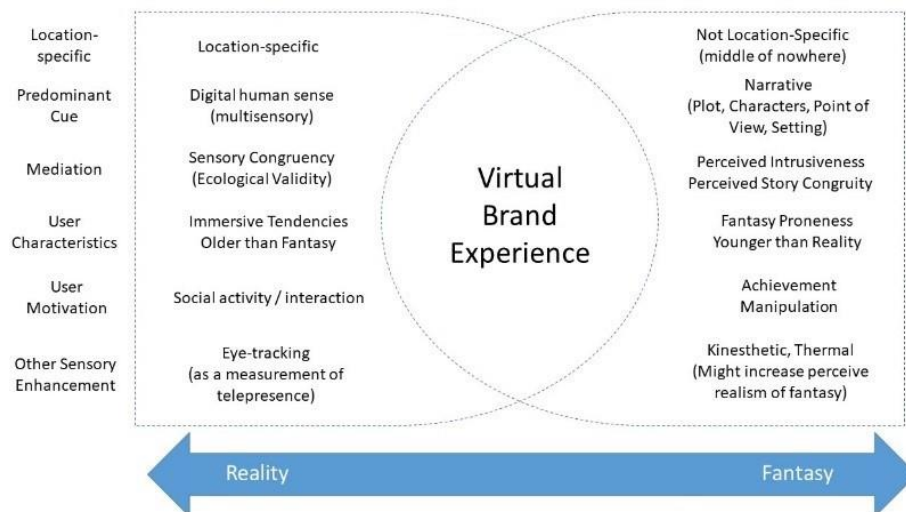 Location-
specific
Location-specific
Not Location-Specific
(middle of nowhere)
Predominant
Cue
Digital human sense
(multisensory)
Narrative
(Plot, Characters, Point of
View, Setting)
Mediation
Sensory Congruency
(Ecological Validity)
Perceived Intrusiveness
Perceived Story Congruity
Virtual
Brand
Experience
User
Characteristics
Immersive Tendencies
Older than Fantasy
Fantasy Proneness
Younger than Reality
User
Motivation
Social activity / interaction
Achievement
Manipulation
Other Sensory
Enhancement
Eye-tracking
(as a measurement of
telepresence)
Kinesthetic, Thermal
(Might increase perceive
realism of fantasy)
Reality
Fantasy